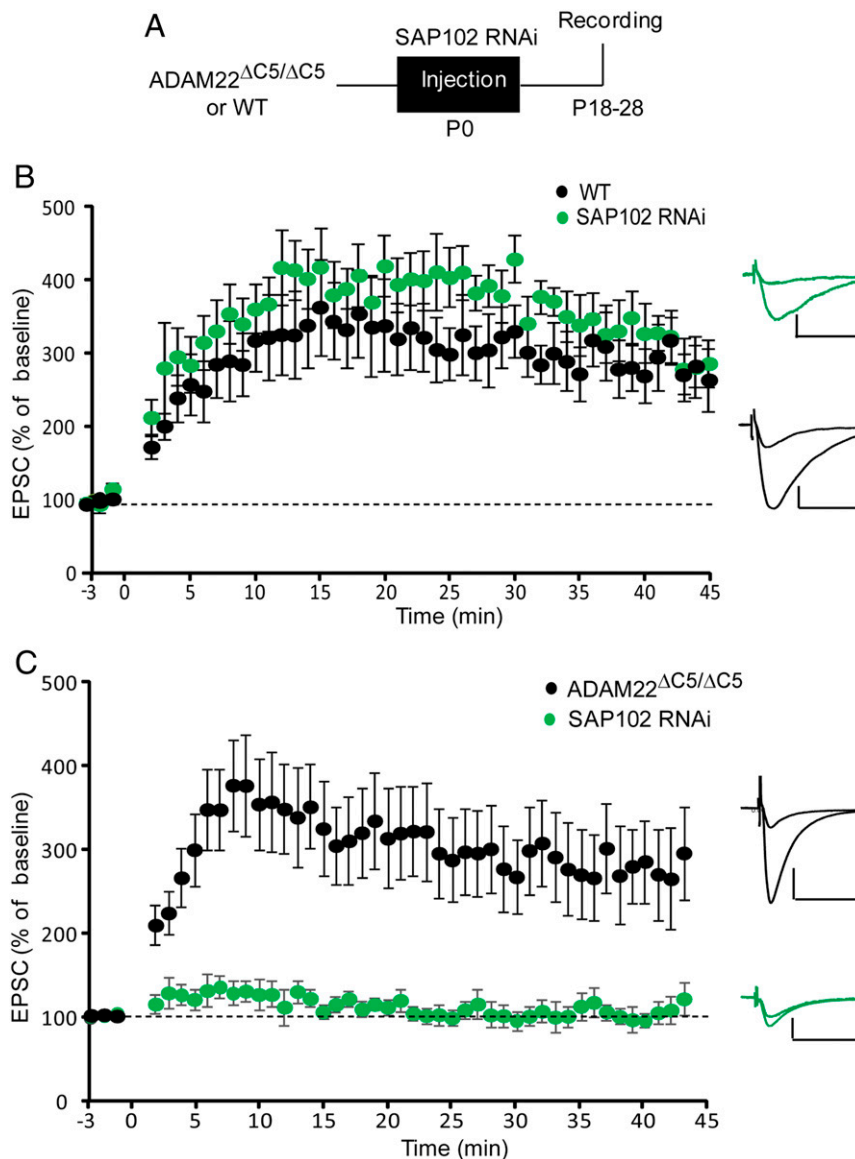 A
ADAM22ΔC5/ΔC5
or WT
SAP102 RNAi
Injection
P0
Recording
P18-28
B
WT
SAP102 RNAi
EPSC (% of baseline)
500
400
300
200
100
0
-3 0 5 10 15 20 25 30 35 40 45
Time (min)
C
ADAM22ΔC5/ΔC5
SAP102 RNAi
EPSC (% of baseline)
500
400
300
200
100
0
-3 0 5 10 15 20 25 30 35 40 45
Time (min)